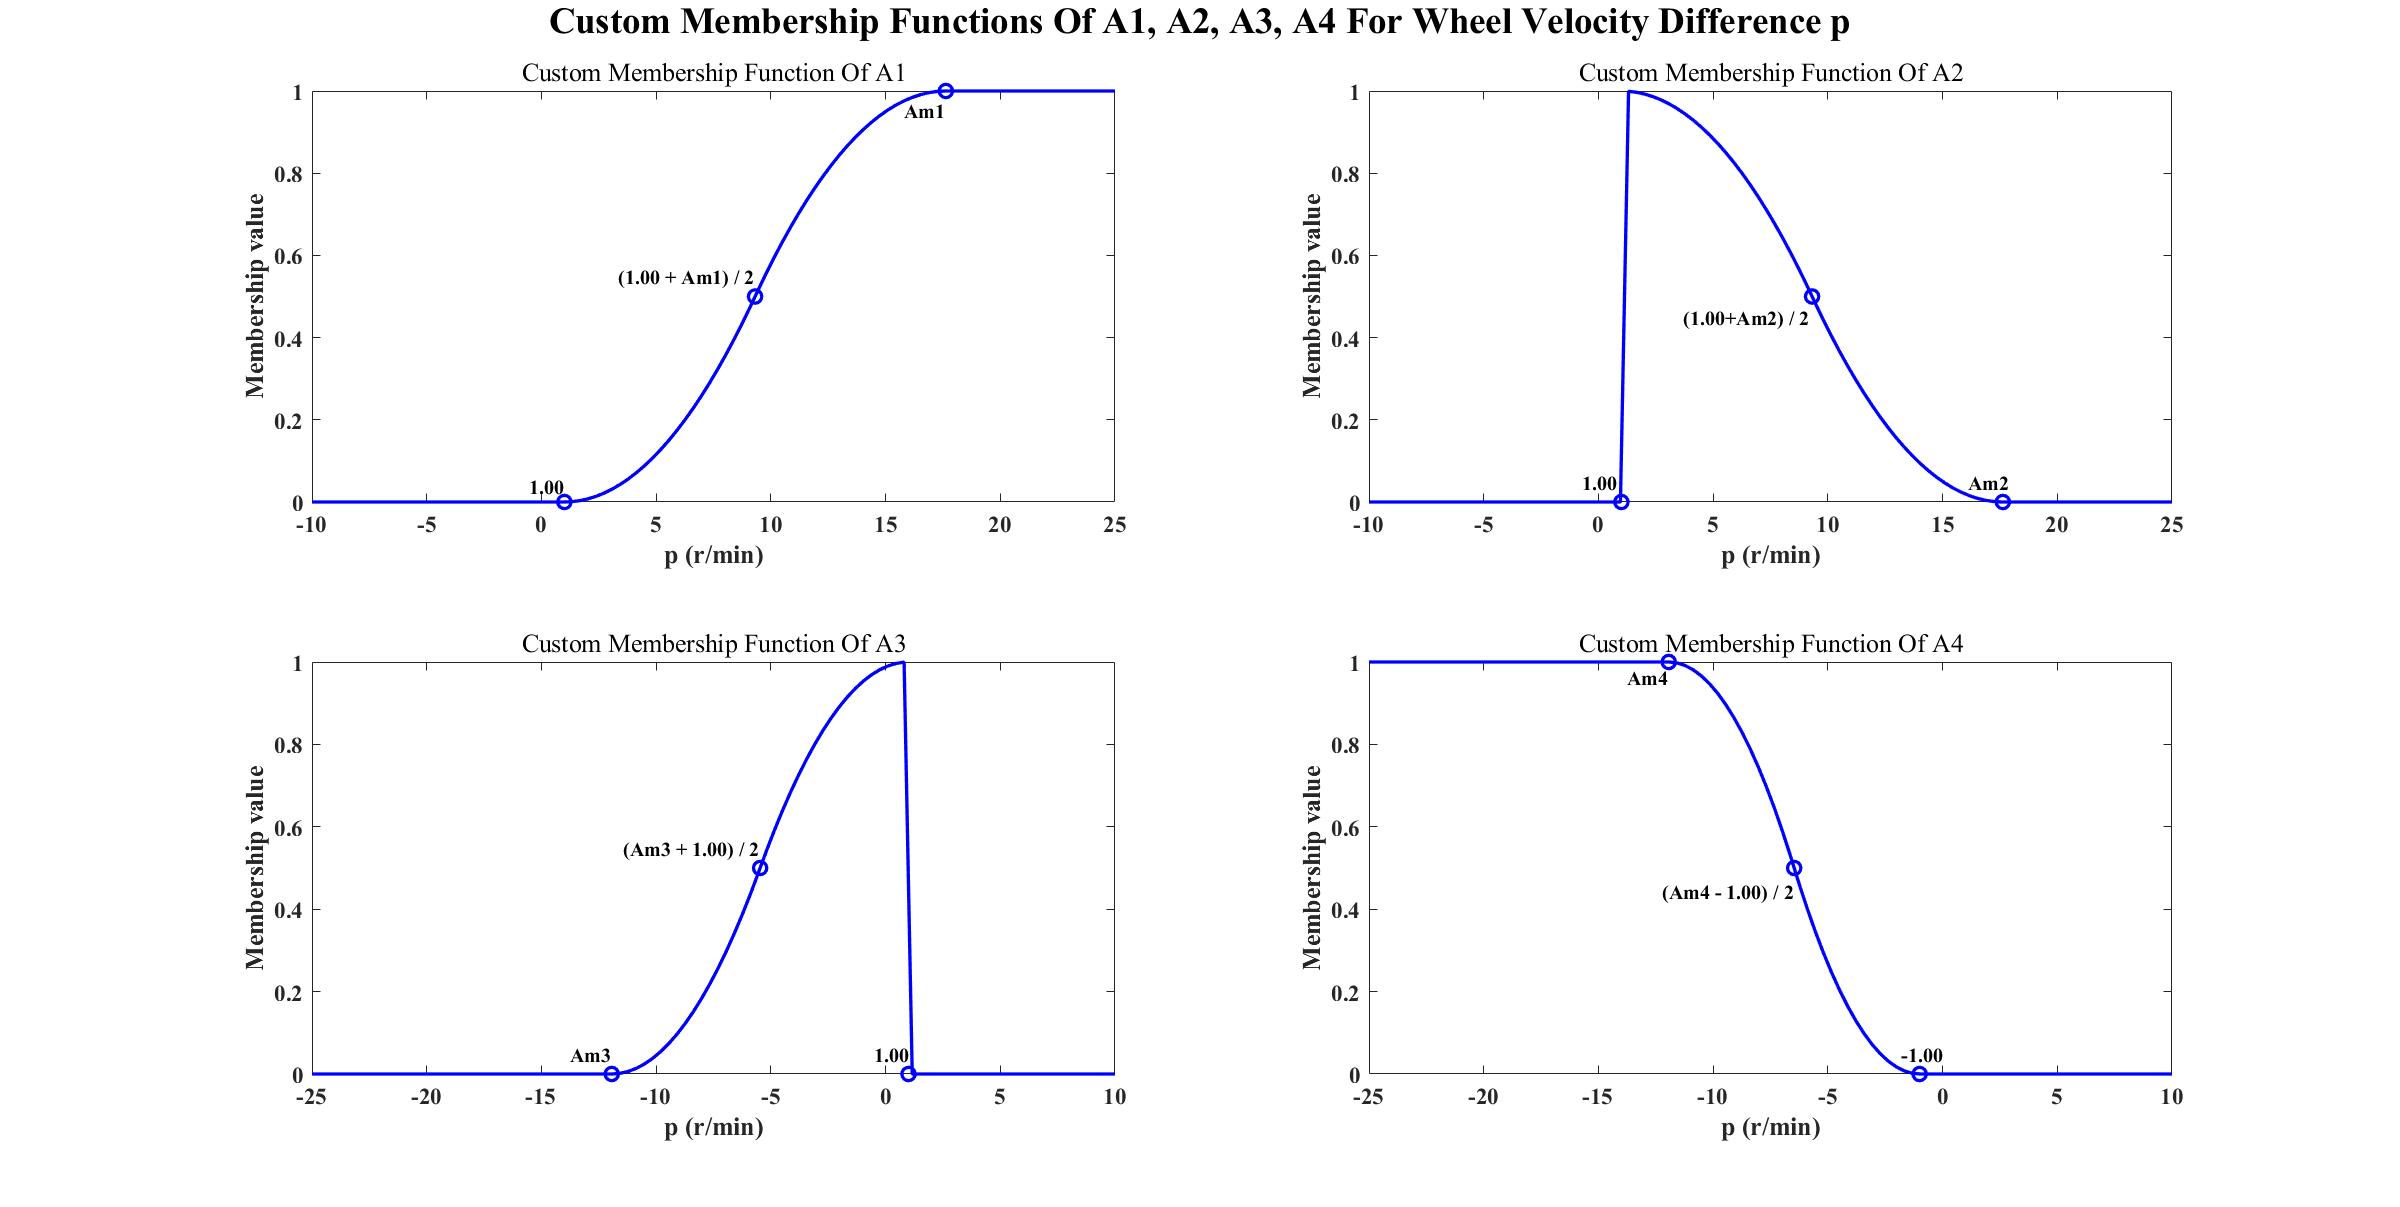 Custom Membership Functions Of A1, A2, A3, A4 For Wheel Velocity Difference p
Custom Membership Function Of A1
1
0.8
0.6
0.4
0.2
0
Membership value
Am1
(1.00 + Am1) / 2
1.00
-10 -5 0 5 10 15 20 25
p (r/min)
Custom Membership Function Of A2
1
0.8
0.6
0.4
0.2
0
Membership value
(1.00+Am2) / 2
1.00
Am2
-10 -5 0 5 10 15 20 25
p (r/min)
Custom Membership Function Of A3
1
0.8
0.6
0.4
0.2
0
Membership value
(Am3 + 1.00) / 2
Am3
1.00
-25 -20 -15 -10 -5 0 5 10
p (r/min)
Custom Membership Function Of A4
1
0.8
0.6
0.4
0.2
0
Membership value
Am4
(Am4 - 1.00) / 2
-1.00
-25 -20 -15 -10 -5 0 5 10
p (r/min)